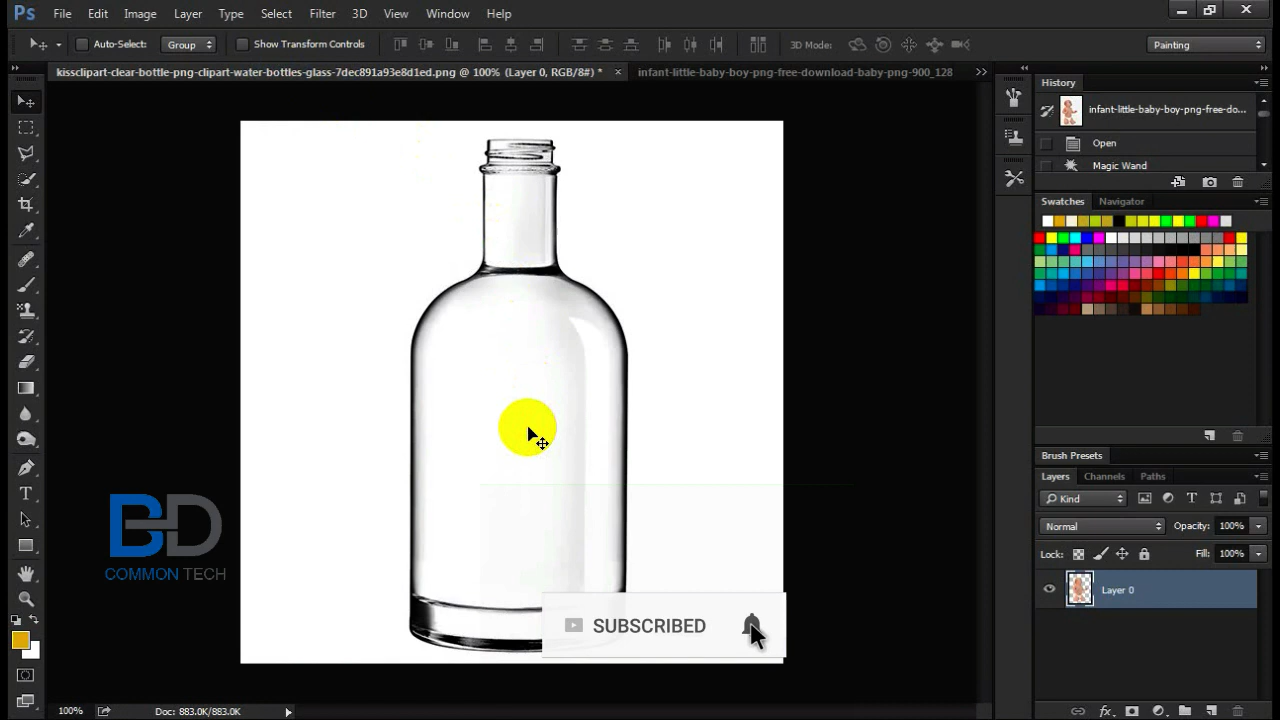 Ps File Edit Image Layer Type Select Filter 3D View Window Help
Auto-Select: Group Show Transform Controls 3D Mode: Painting
kissclipart-clear-bottle-png-clipart-water-bottles-glass-7dec891a93e8d1ed.png @ 100% (Layer 0, RGB/8#) * × infant-little-baby-boy-png-free-download-baby-png-900_128
History
infant-little-baby-boy-png-free-do...
Open
Magic Wand
Swatches Navigator
Brush Presets
Layers Channels Paths
Kind
Normal Opacity: 100%
Lock: Fill: 100%
Layer 0
BD
COMMON TECH
SUBSCRIBED
100% Doc: 883.0K/883.0K